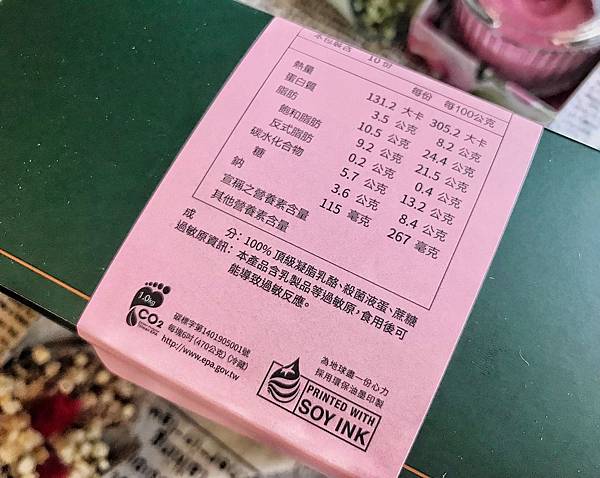 本包裝含 10 份
每份 每100公克
熱量 131.2 大卡 305.2 大卡
蛋白質 3.5 公克 8.2 公克
脂肪 10.5 公克 24.4 公克
飽和脂肪 9.2 公克 21.5 公克
反式脂肪 0.2 公克 0.4 公克
碳水化合物 5.7 公克 13.2 公克
糖 3.6 公克 8.4 公克
鈉 115 毫克 267 毫克
宣稱之營養素含量
其他營養素含量
成 分: 100% 頂級凝脂乳酪、殺菌液蛋、蔗糖
過敏原資訊: 本產品含乳製品等過敏原,食用後可
能導致過敏反應。
1.0kg
CO2
碳標字第1401905001號
每塊6吋(470公克)(冷藏)
http://www.epa.gov.tw
為地球盡一份心力
採用環保油墨印製
PRINTED WITH
SOY INK